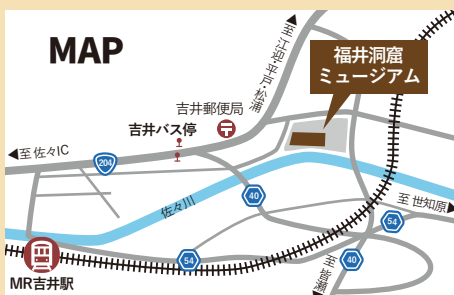 MAP
至 江迎・平戸・松浦
福井洞窟
ミュージアム
吉井郵便局
吉井バス停
至 佐々IC
204
佐々川
40
至 世知原
54
54
40
至 皆瀬
MR吉井駅